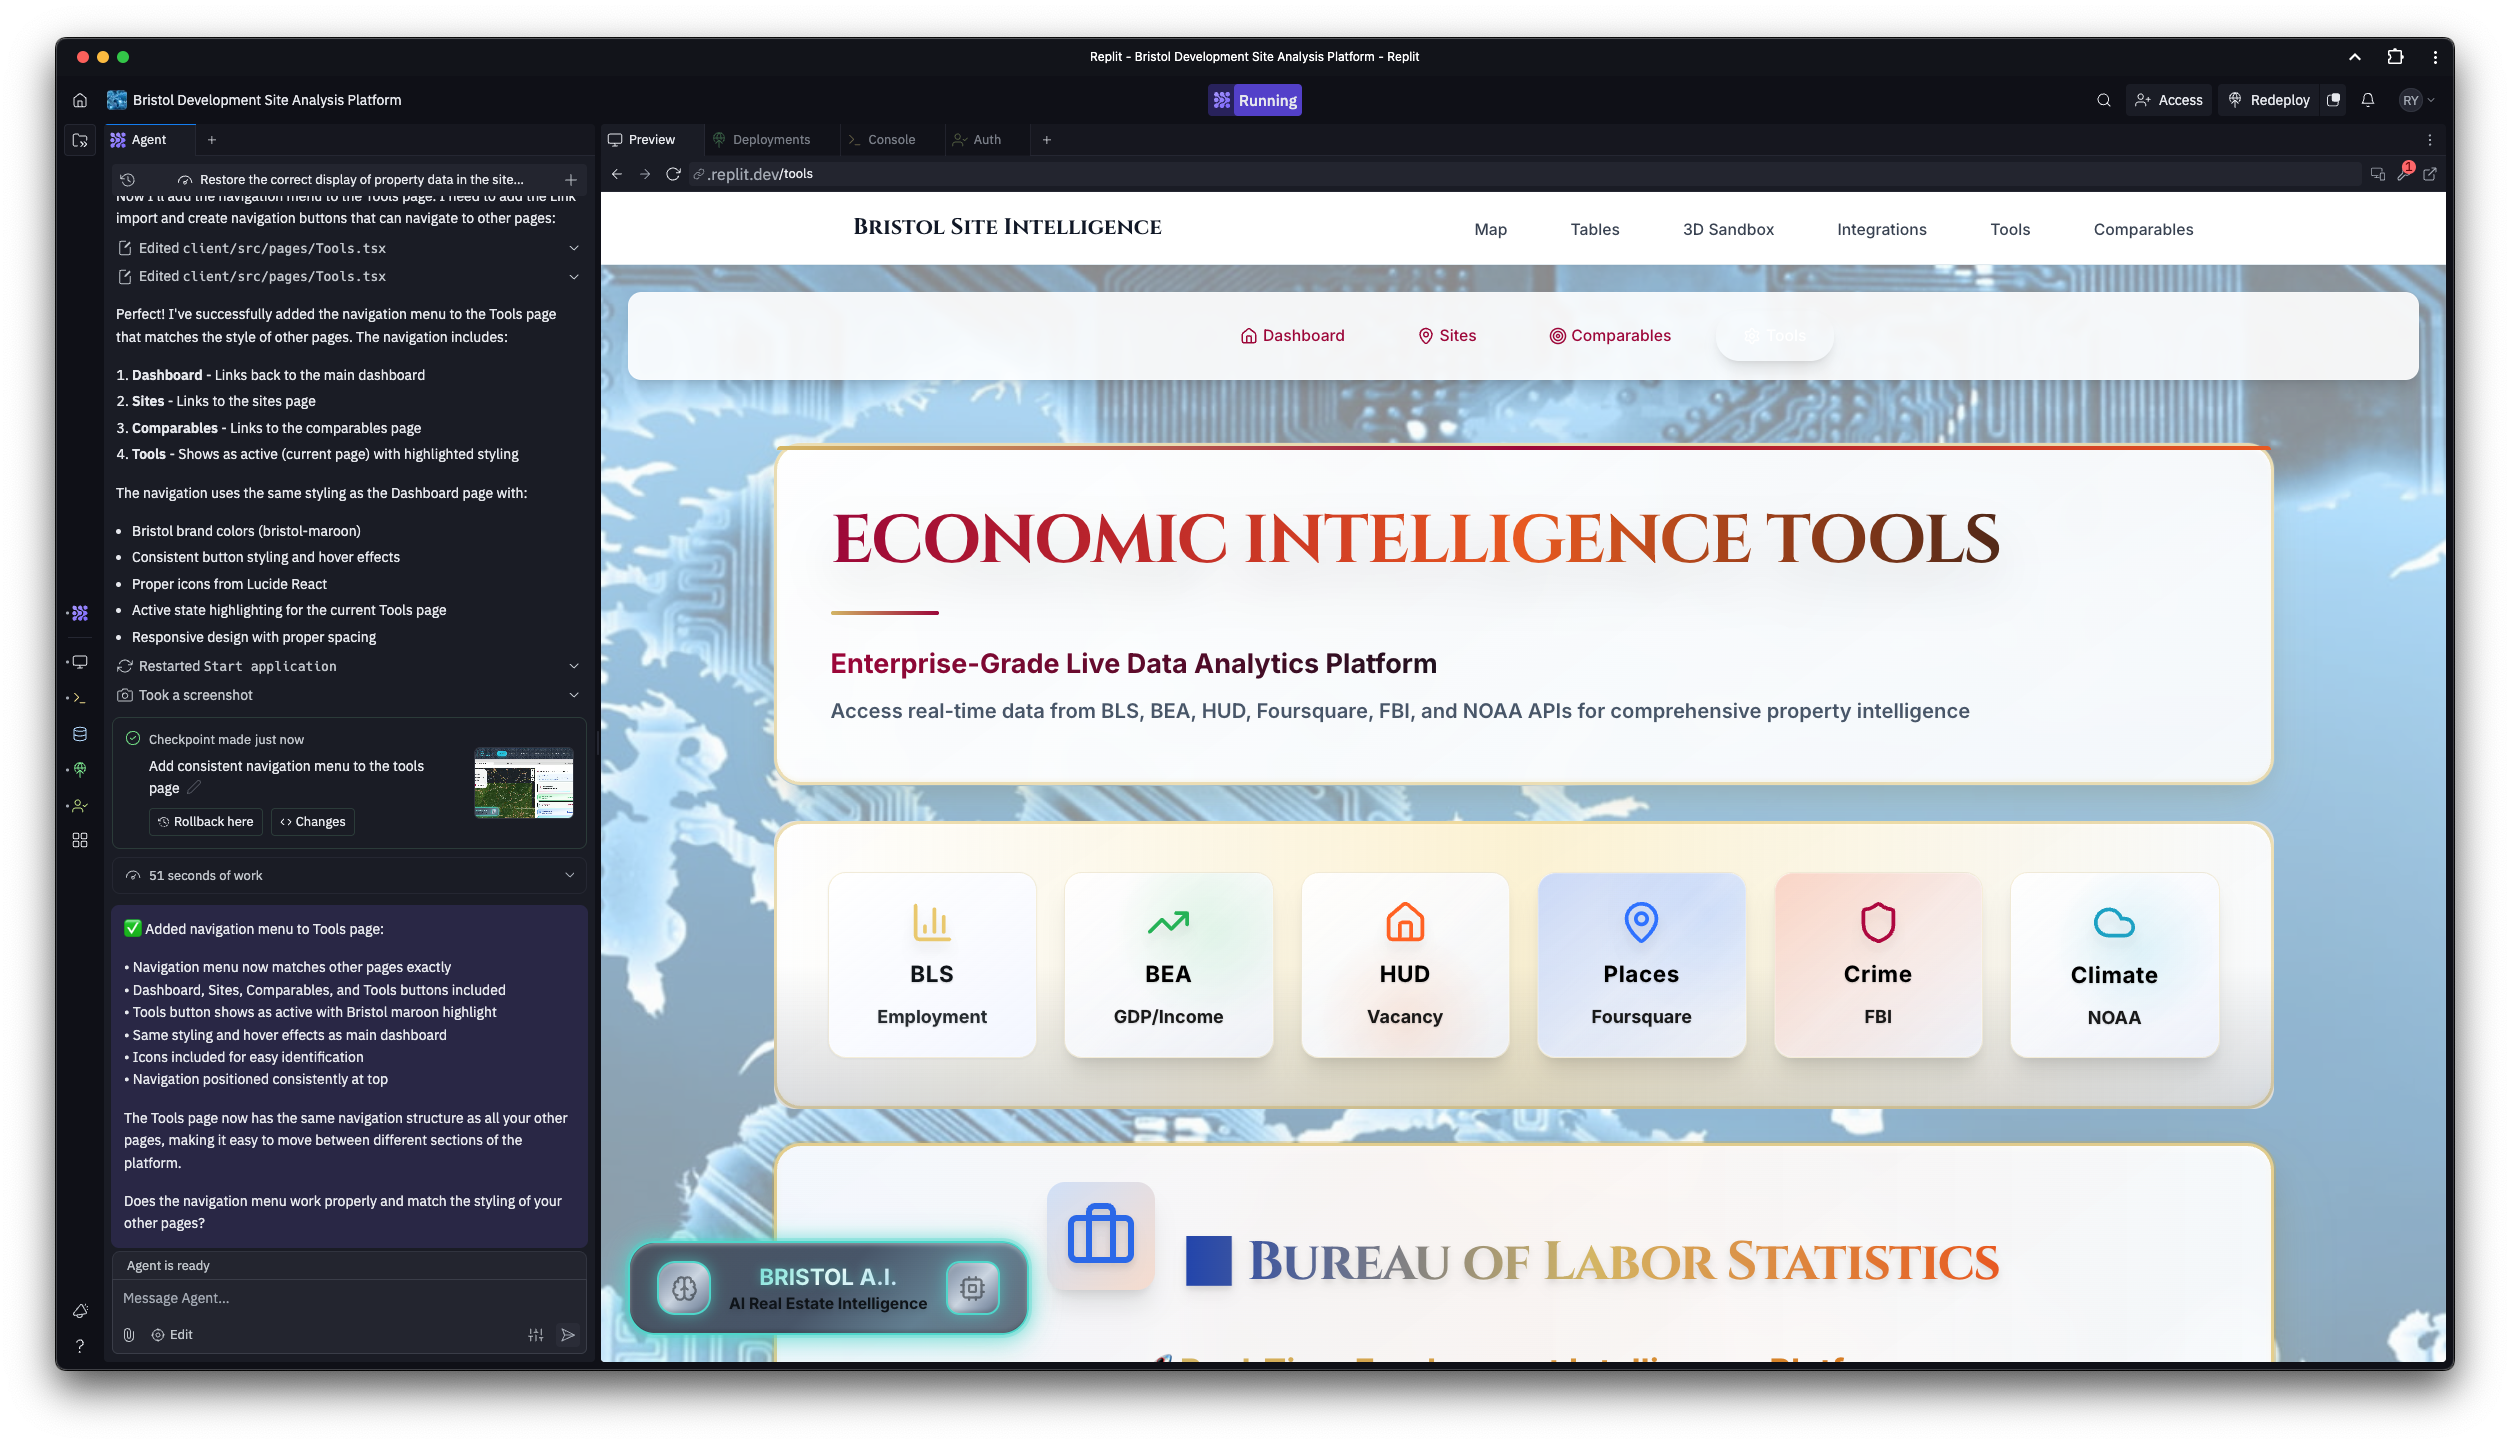 Replit - Bristol Development Site Analysis Platform - Replit
Bristol Development Site Analysis Platform
Running
Access
Redeploy
RY
Agent
Preview
Deployments
Console
Auth
Restore the correct display of property data in the site...
.replit.dev/tools
1
Now I'll add the navigation menu to the Tools page. I need to add the Link
import and create navigation buttons that can navigate to other pages:
Edited client/src/pages/Tools.tsx
Edited client/src/pages/Tools.tsx
Perfect! I've successfully added the navigation menu to the Tools page
that matches the style of other pages. The navigation includes:
1. Dashboard - Links back to the main dashboard
2. Sites - Links to the sites page
3. Comparables - Links to the comparables page
4. Tools - Shows as active (current page) with highlighted styling
The navigation uses the same styling as the Dashboard page with:
• Bristol brand colors (bristol-maroon)
• Consistent button styling and hover effects
• Proper icons from Lucide React
• Active state highlighting for the current Tools page
• Responsive design with proper spacing
Restarted Start application
Took a screenshot
Checkpoint made just now
Add consistent navigation menu to the tools
page
Rollback here
Changes
51 seconds of work
✅ Added navigation menu to Tools page:
• Navigation menu now matches other pages exactly
• Dashboard, Sites, Comparables, and Tools buttons included
• Tools button shows as active with Bristol maroon highlight
• Same styling and hover effects as main dashboard
• Icons included for easy identification
• Navigation positioned consistently at top
The Tools page now has the same navigation structure as all your other
pages, making it easy to move between different sections of the
platform.
Does the navigation menu work properly and match the styling of your
other pages?
Agent is ready
Message Agent...
Edit
Bristol Site Intelligence
Map
Tables
3D Sandbox
Integrations
Tools
Comparables
Dashboard
Sites
Comparables
Tools
ECONOMIC INTELLIGENCE TOOLS
Enterprise-Grade Live Data Analytics Platform
Access real-time data from BLS, BEA, HUD, Foursquare, FBI, and NOAA APIs for comprehensive property intelligence
BLS
Employment
BEA
GDP/Income
HUD
Vacancy
Places
Foursquare
Crime
FBI
Climate
NOAA
Bureau of Labor Statistics
BRISTOL A.I.
AI Real Estate Intelligence